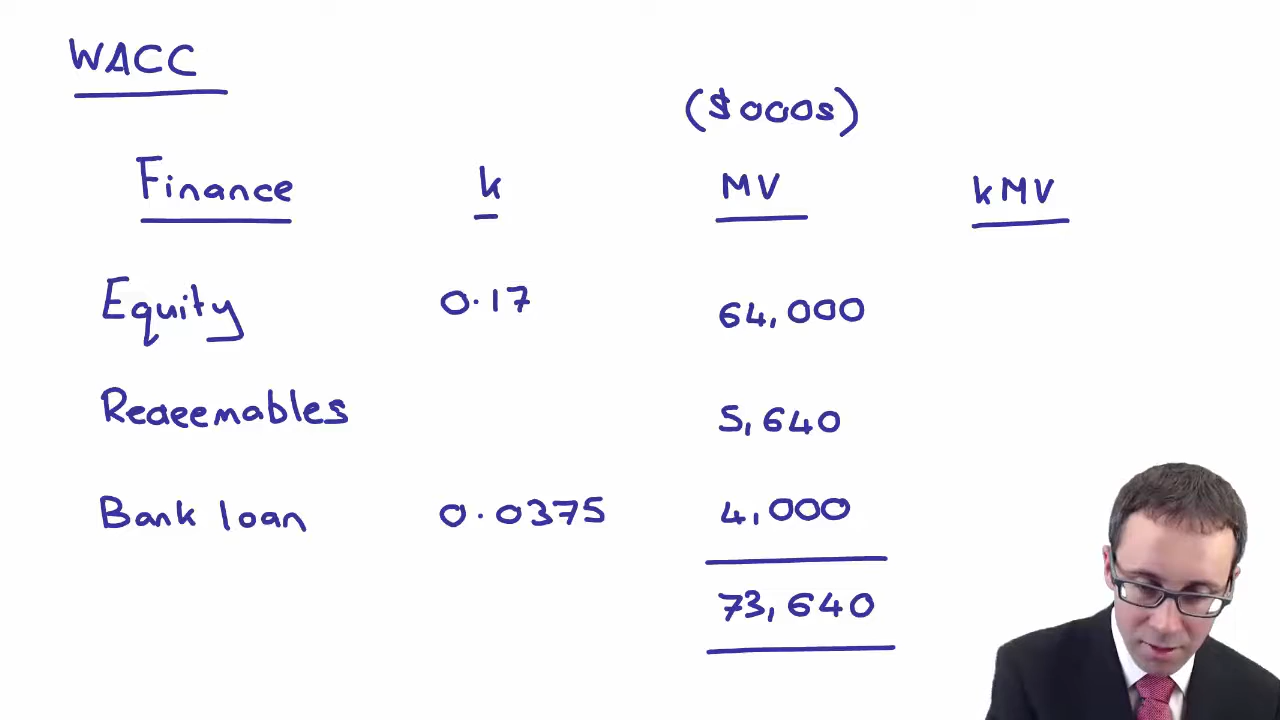 WACC
($000s)
Finance k MV kMV
Equity 0.17 64,000
Redeemables 5,640
Bank loan 0.0375 4,000
73,640